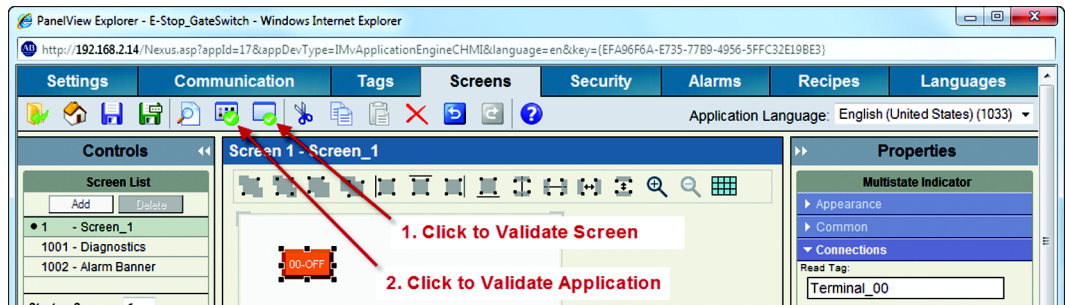 PanelView Explorer - E-Stop_GateSwitch - Windows Internet Explorer
AB http://192.168.2.14/Nexus.asp?appId=17&appDevType=IMvApplicationEngineCHMI&language=en&key={EFA96F6A-E735-77B9-4956-5FFC32E19BE3}
Settings Communication Tags Screens Security Alarms Recipes Languages
Application Language: English (United States) (1033)
Controls Screen 1 - Screen_1 Properties
Screen List Multistate Indicator
Add Delete Appearance
1 - Screen_1 Common
1. Click to Validate Screen
1001 - Diagnostics Connections
1002 - Alarm Banner 00-OFF Read Tag:
2. Click to Validate Application Terminal_00